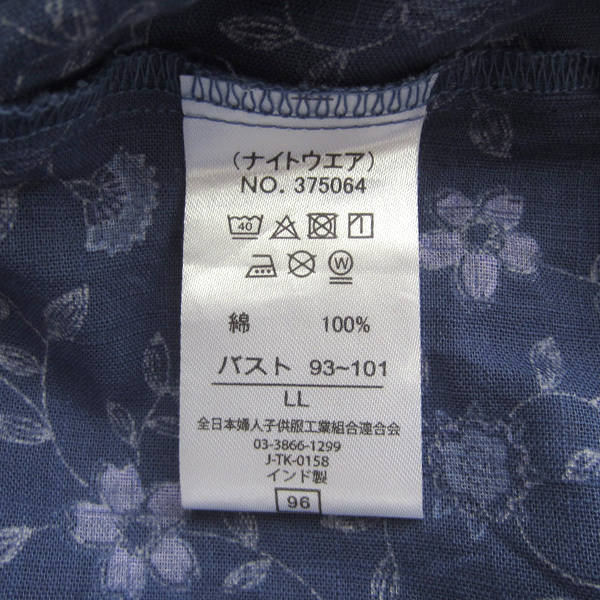 (ナイトウエア)
NO. 375064
40
W
綿 100%
バスト 93~101
LL
全日本婦人子供服工業組合連合会
03-3866-1299
J-TK-0158
インド製
96